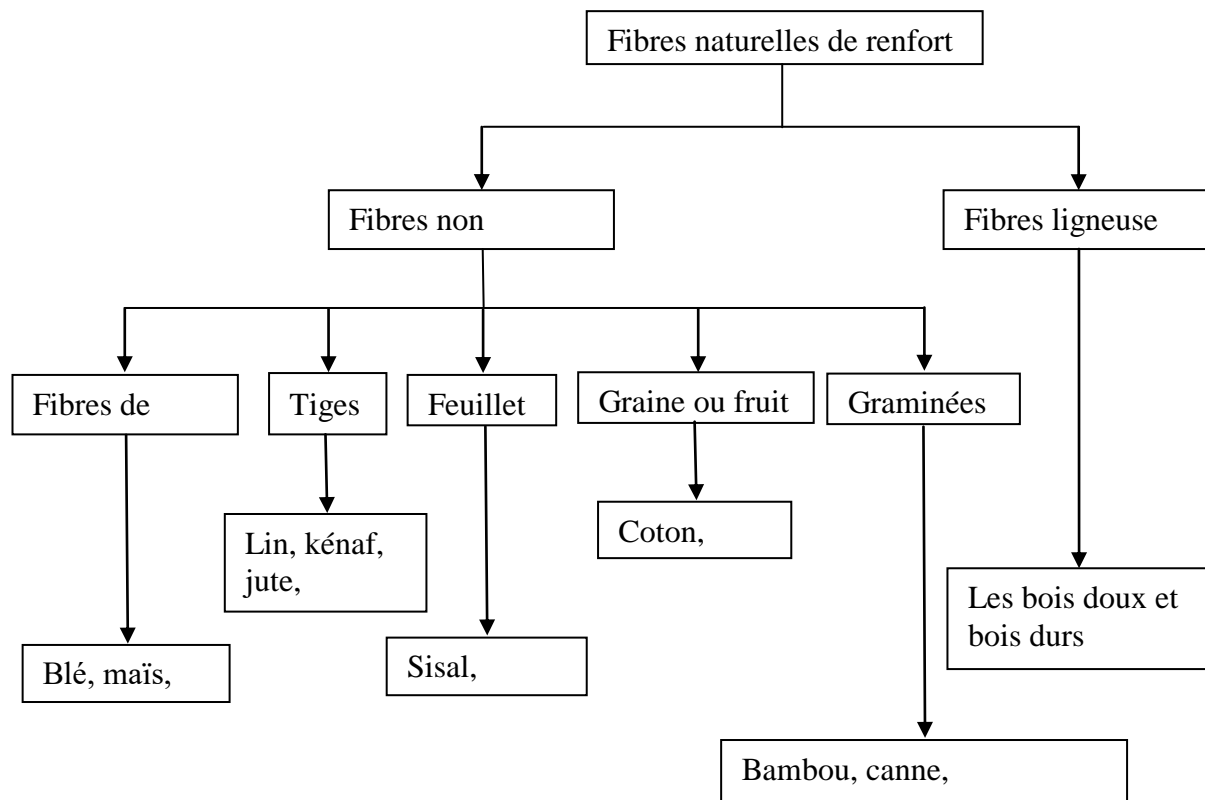 Fibres naturelles de renfort
Fibres non
Fibres ligneuse
Fibres de
Tiges
Feuillet
Graine ou fruit
Graminées
Lin, kénaf,
jute,
Coton,
Les bois doux et
bois durs
Blé, maïs,
Sisal,
Bambou, canne,